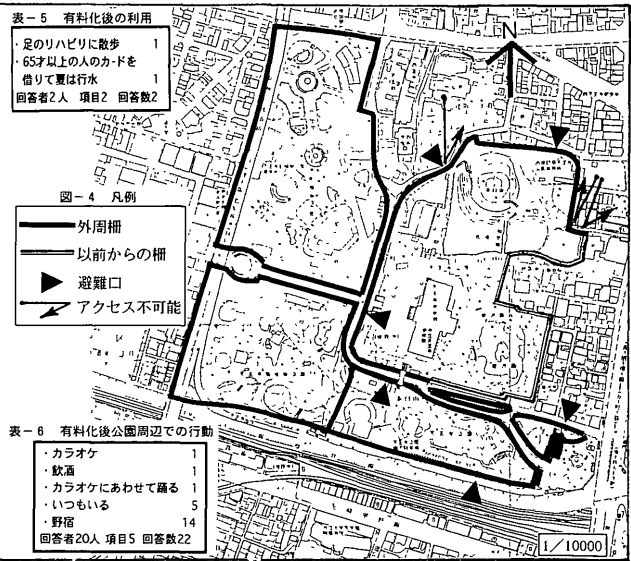 表－5 有料化後の利用
・足のリハビリに散歩 1
・65才以上の人のカードを
借りて夏は行水 1
回答者2人 項目2 回答数2
N
図－4 凡例
外周柵
以前からの柵
避難口
アクセス不可能
表－6 有料化後公園周辺での行動
・カラオケ 1
・飲酒 1
・カラオケにあわせて踊る 1
・いつもいる 5
・野宿 14
回答者20人 項目5 回答数22
1／10000